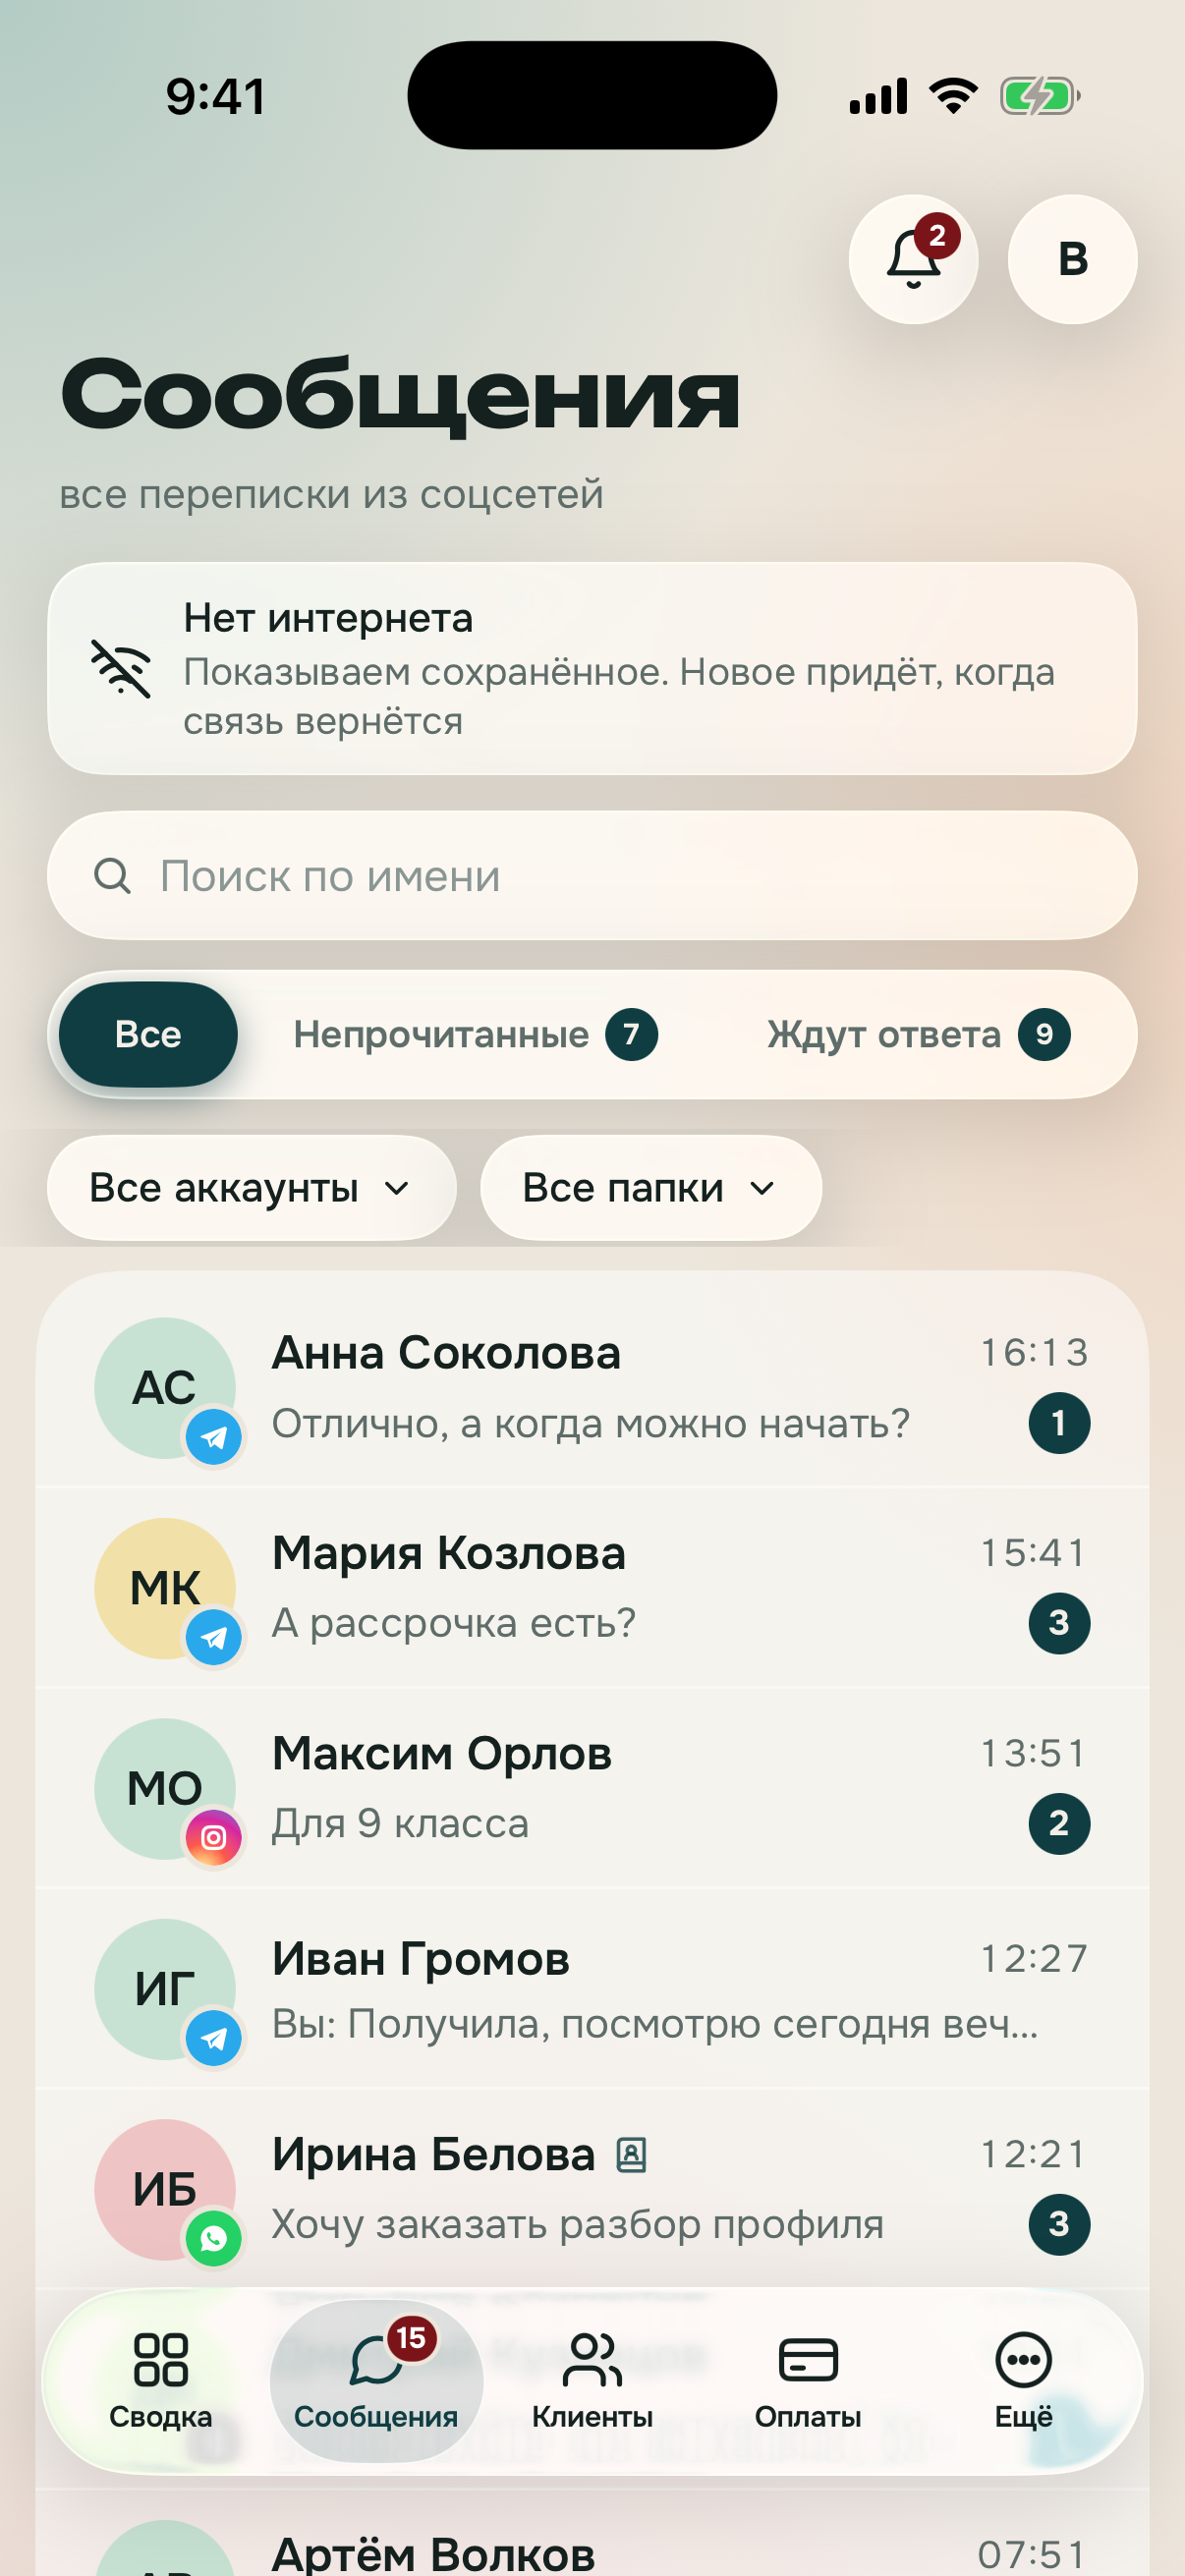 9:41
2
B
Сообщения
все переписки из соцсетей
Нет интернета
Показываем сохранённое. Новое придёт, когда
связь вернётся
Поиск по имени
Все
Непрочитанные 7
Ждут ответа 9
Все аккаунты
Все папки
АС
Анна Соколова 16:13
Отлично, а когда можно начать? 1
МК
Мария Козлова 15:41
А рассрочка есть? 3
МО
Максим Орлов 13:51
Для 9 класса 2
ИГ
Иван Громов 12:27
Вы: Получила, посмотрю сегодня веч...
ИБ
Ирина Белова 12:21
Хочу заказать разбор профиля 3
15
Сводка
Сообщения
Клиенты
Оплаты
Ещё
Артём Волков 07:51